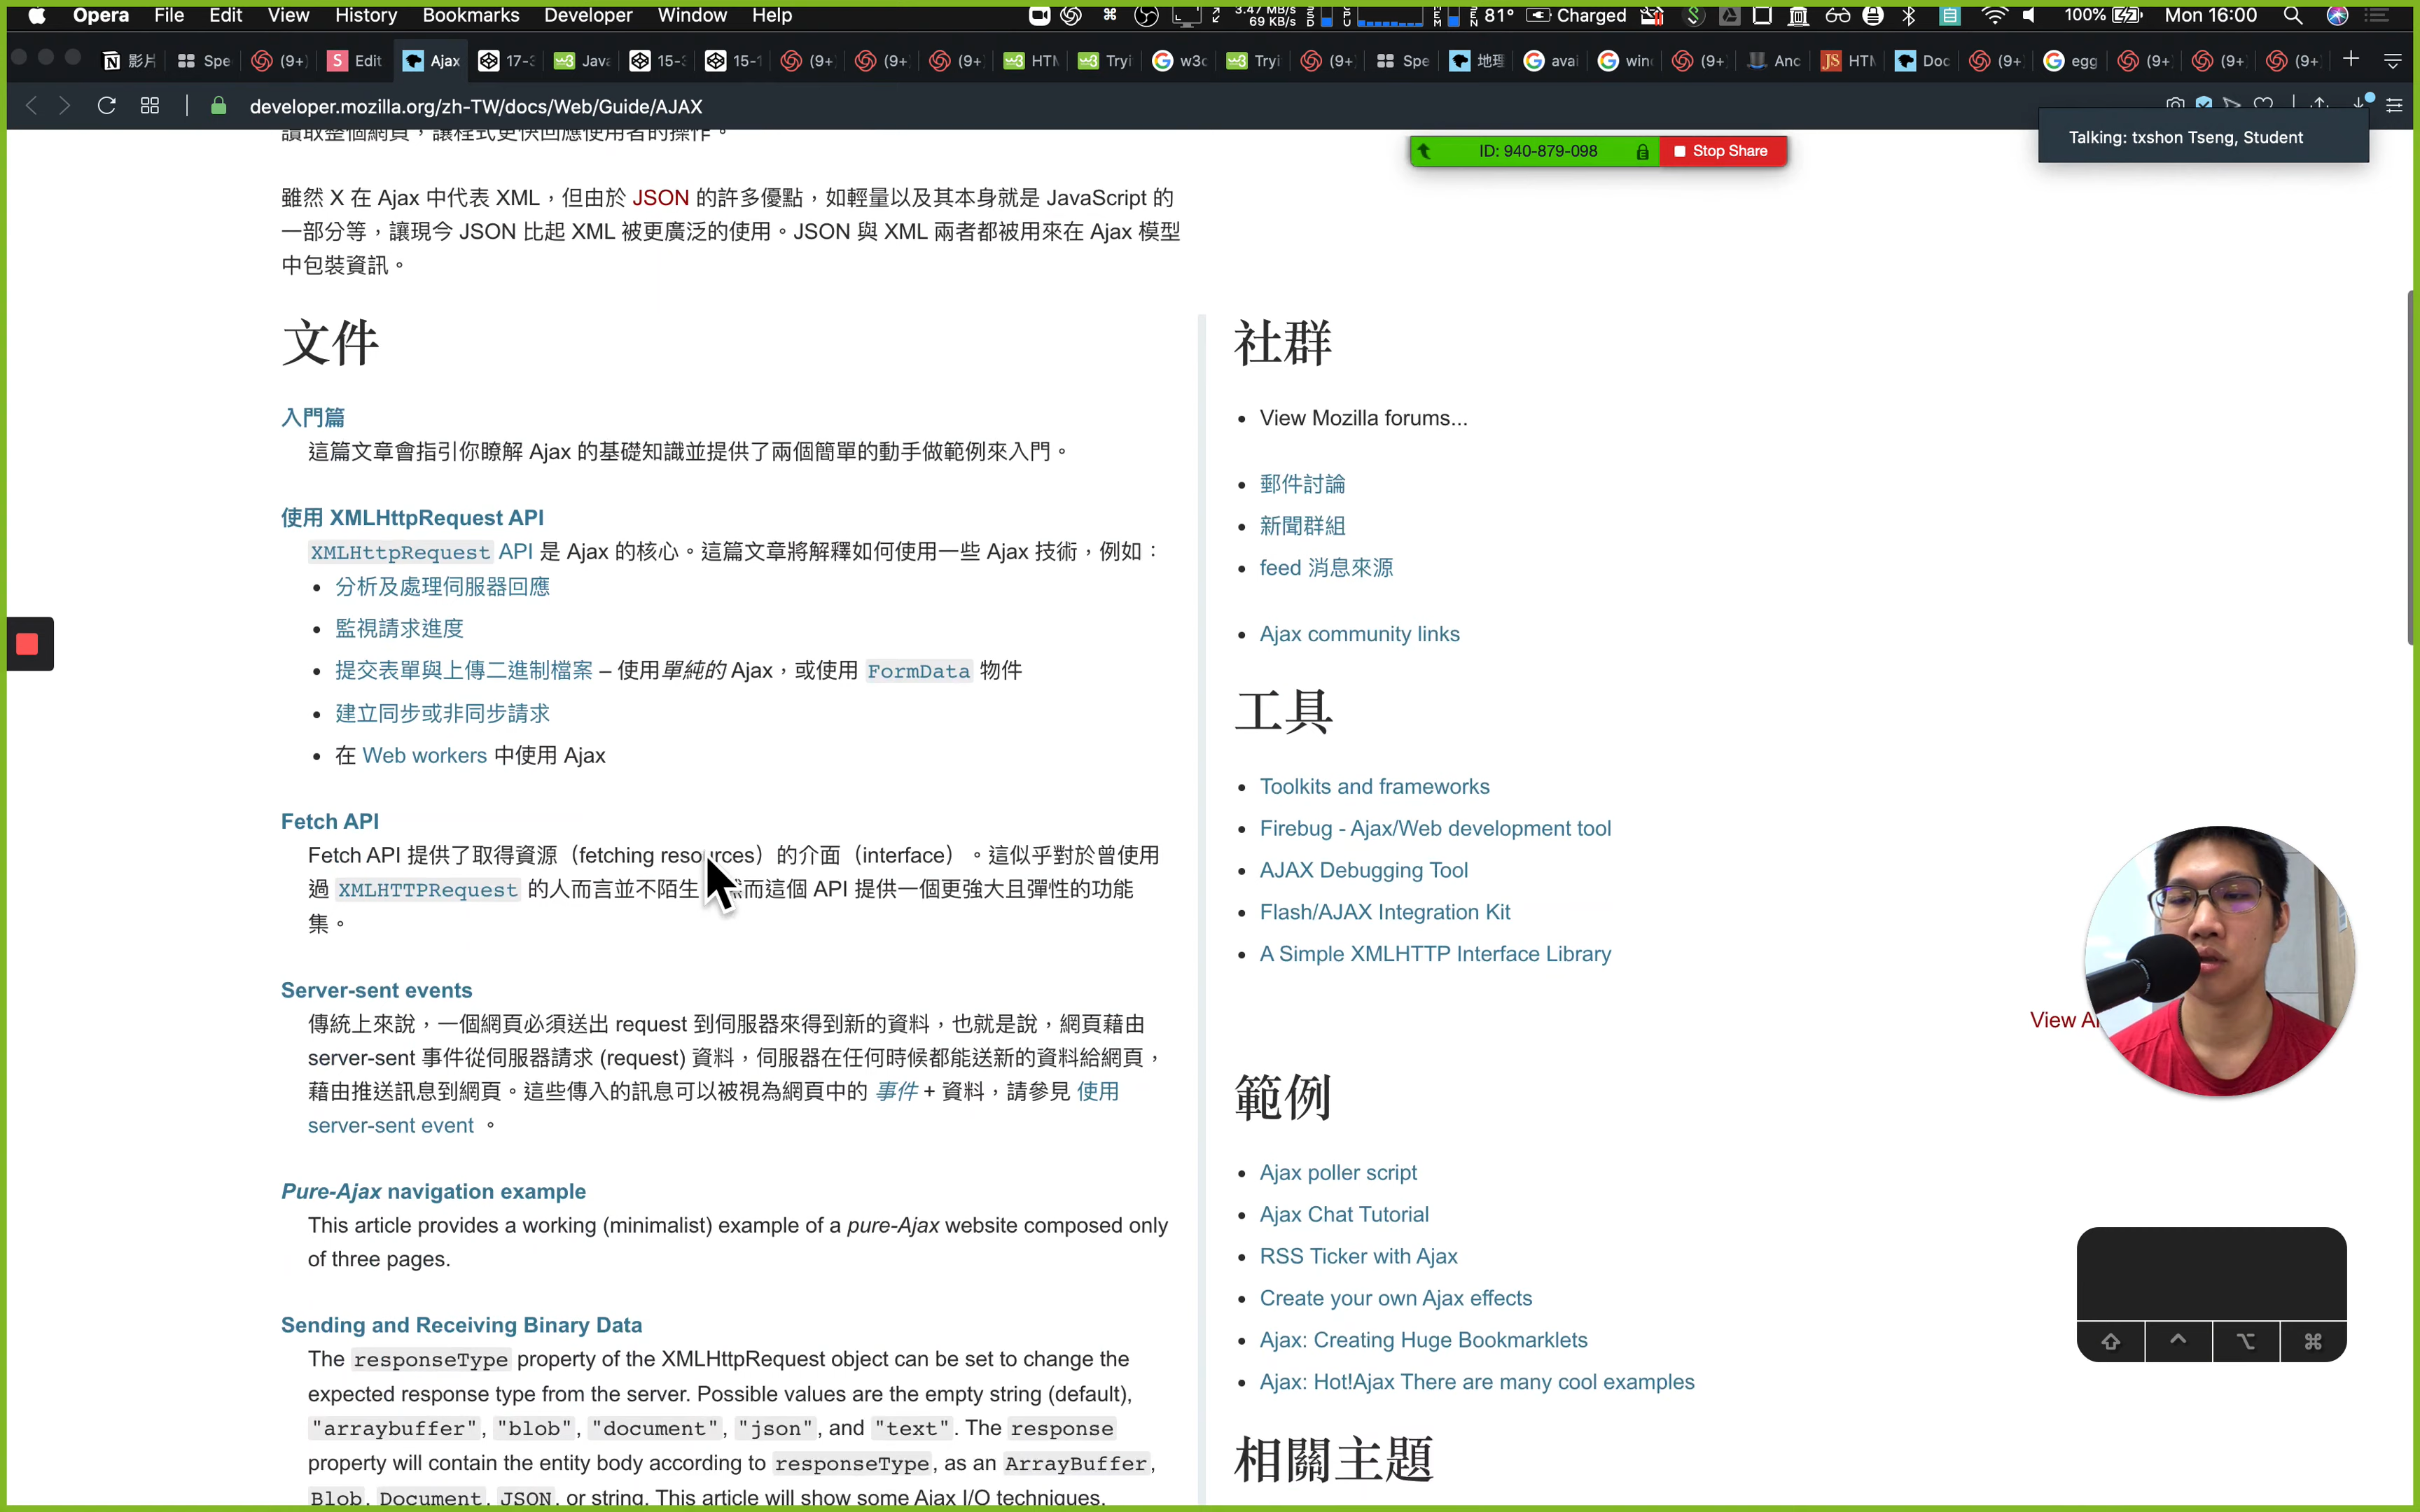 Opera File Edit View History Bookmarks Developer Window Help
3.47 MB/s
69 KB/s
81° Charged 100% Mon 16:00
影片 Spe (9+) Edit Ajax 17-3 Java 15-3 15-1 (9+ (9+ (9+ HTM Tryi w3c Tryi (9+ Spe 地理 avai win (9+ Anc HTM Doc (9+ egg (9+ (9+ (9+
developer.mozilla.org/zh-TW/docs/Web/Guide/AJAX
Talking: txshon Tseng, Student
ID: 940-879-098 Stop Share
讀取整個網頁，讓程式更快回應使用者的操作。
雖然 X 在 Ajax 中代表 XML，但由於 JSON 的許多優點，如輕量以及其本身就是 JavaScript 的
一部分等，讓現今 JSON 比起 XML 被更廣泛的使用。JSON 與 XML 兩者都被用來在 Ajax 模型
中包裝資訊。
文件
入門篇
這篇文章會指引你瞭解 Ajax 的基礎知識並提供了兩個簡單的動手做範例來入門。
使用 XMLHttpRequest API
XMLHttpRequest API 是 Ajax 的核心。這篇文章將解釋如何使用一些 Ajax 技術，例如：
分析及處理伺服器回應
監視請求進度
提交表單與上傳二進制檔案 – 使用單純的 Ajax，或使用 FormData 物件
建立同步或非同步請求
在 Web workers 中使用 Ajax
Fetch API
Fetch API 提供了取得資源（fetching resources）的介面（interface）。這似乎對於曾使用
過 XMLHTTPRequest 的人而言並不陌生 而這個 API 提供一個更強大且彈性的功能
集。
Server-sent events
傳統上來說，一個網頁必須送出 request 到伺服器來得到新的資料，也就是說，網頁藉由
server-sent 事件從伺服器請求 (request) 資料，伺服器在任何時候都能送新的資料給網頁，
藉由推送訊息到網頁。這些傳入的訊息可以被視為網頁中的 事件 + 資料，請參見 使用
server-sent event 。
Pure-Ajax navigation example
This article provides a working (minimalist) example of a pure-Ajax website composed only
of three pages.
Sending and Receiving Binary Data
The responseType property of the XMLHttpRequest object can be set to change the
expected response type from the server. Possible values are the empty string (default),
"arraybuffer", "blob", "document", "json", and "text". The response
property will contain the entity body according to responseType, as an ArrayBuffer,
Blob, Document, JSON, or string. This article will show some Ajax I/O techniques.
社群
View Mozilla forums...
郵件討論
新聞群組
feed 消息來源
Ajax community links
工具
Toolkits and frameworks
Firebug - Ajax/Web development tool
AJAX Debugging Tool
Flash/AJAX Integration Kit
A Simple XMLHTTP Interface Library
View A
範例
Ajax poller script
Ajax Chat Tutorial
RSS Ticker with Ajax
Create your own Ajax effects
Ajax: Creating Huge Bookmarklets
Ajax: Hot!Ajax There are many cool examples
相關主題